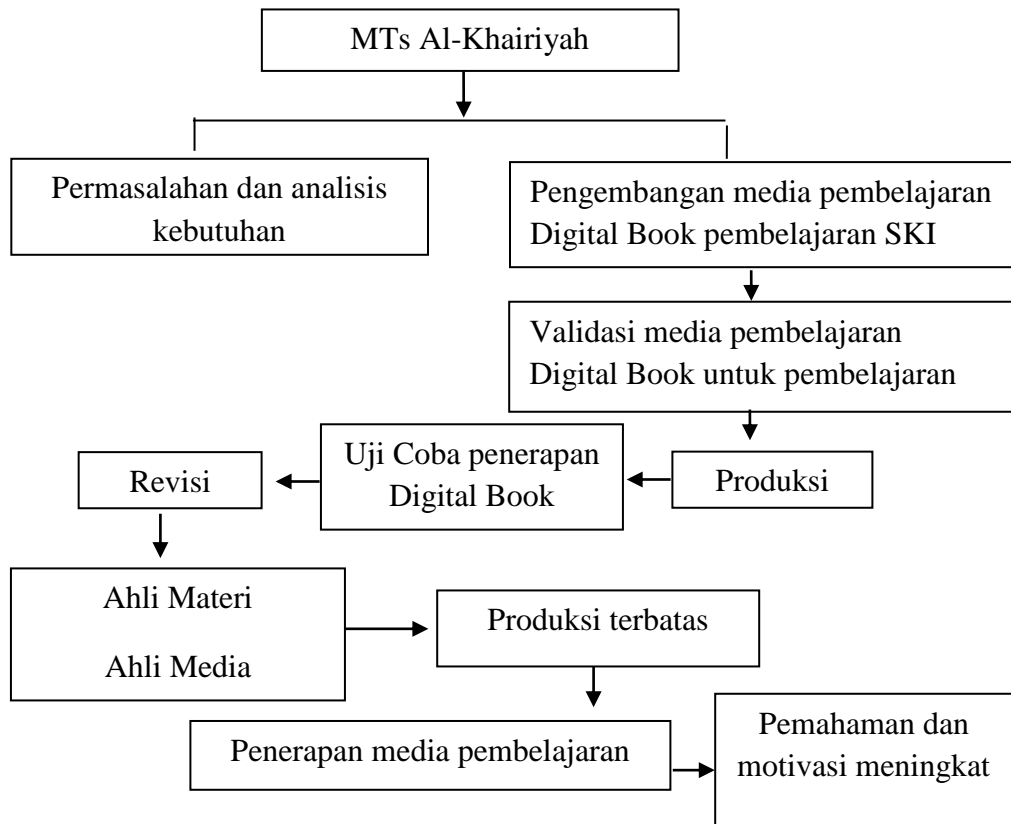 MTs Al-Khairiyah
Permasalahan dan analisis
kebutuhan
Pengembangan media pembelajaran
Digital Book pembelajaran SKI
Validasi media pembelajaran
Digital Book untuk pembelajaran
Produksi
Uji Coba penerapan
Digital Book
Revisi
Ahli Materi
Ahli Media
Produksi terbatas
Penerapan media pembelajaran
Pemahaman dan
motivasi meningkat